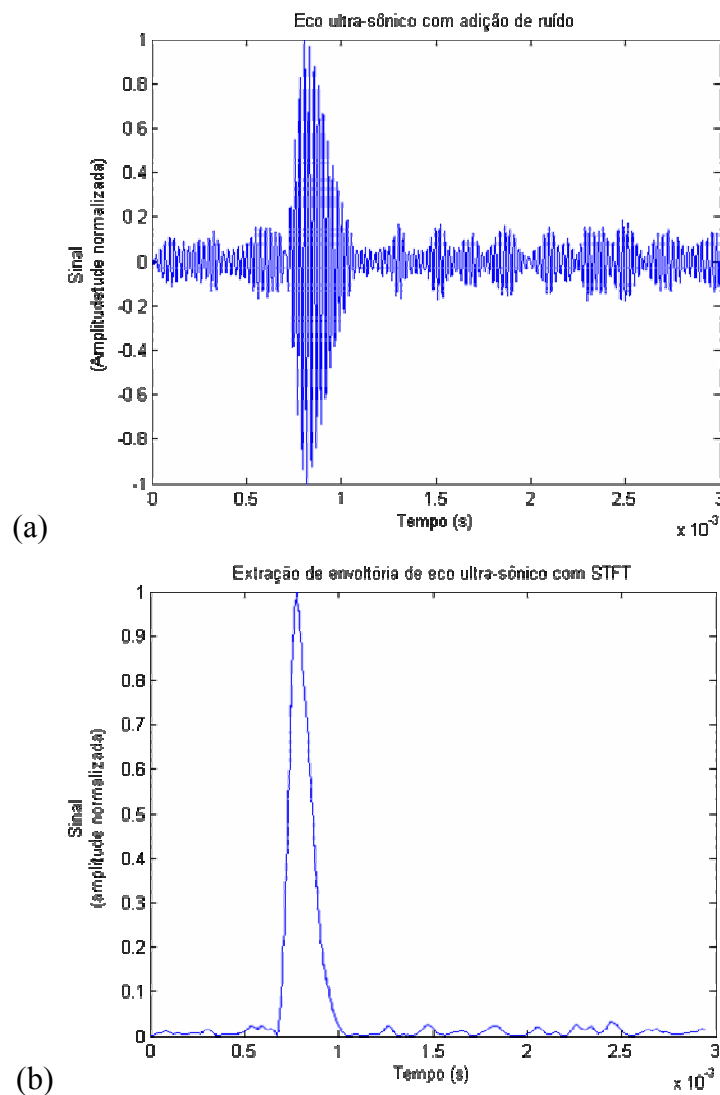 Eco ultra-sônico com adição de ruído
1
0.8
0.6
0.4
0.2
0
-0.2
-0.4
-0.6
-0.8
-1
Sinal
(Amplitudetude normalizada)
0 0.5 1 1.5 2 2.5 3
Tempo (s)
x 10⁻³
(a)
Extração de envoltória de eco ultra-sônico com STFT
1
0.9
0.8
0.7
0.6
0.5
0.4
0.3
0.2
0.1
0
Sinal
(amplitude normalizada)
0 0.5 1 1.5 2 2.5 3
Tempo (s)
x 10⁻³
(b)